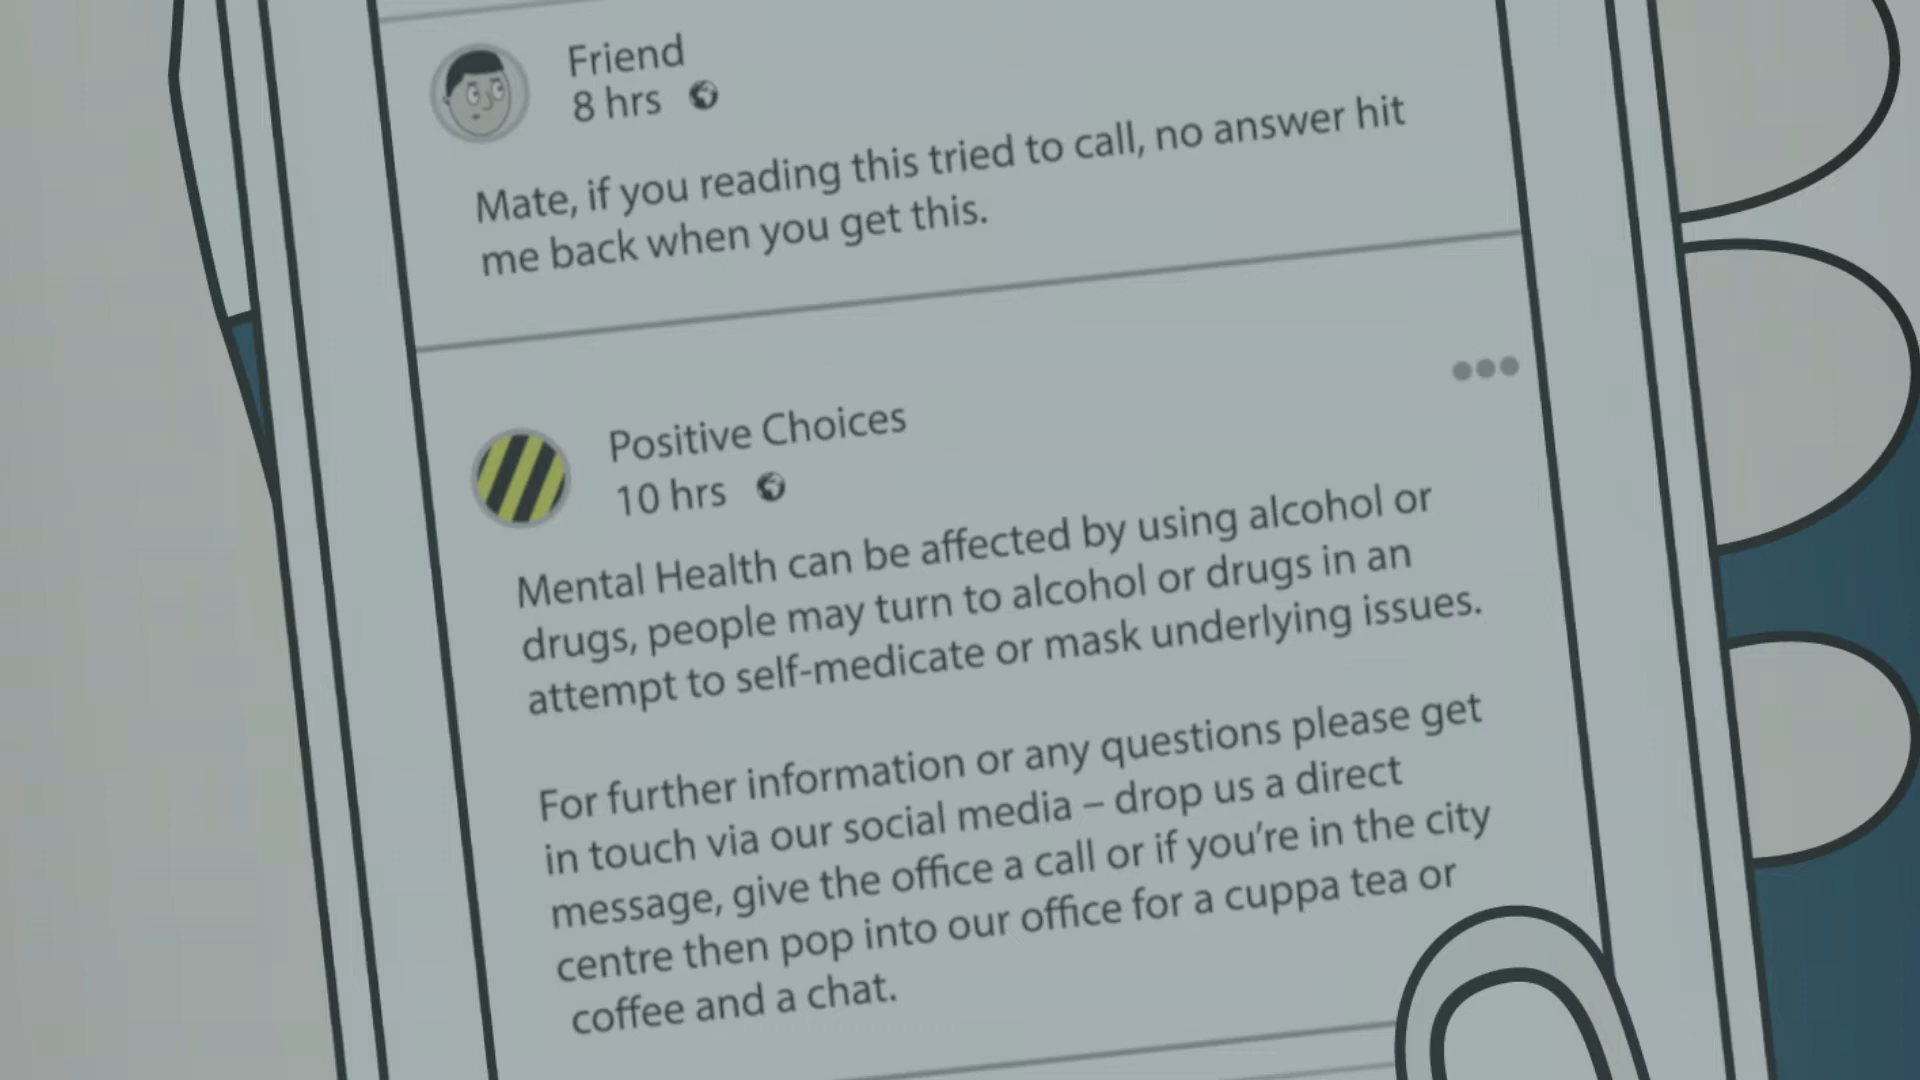 Friend
8 hrs
Mate, if you reading this tried to call, no answer hit
me back when you get this.
Positive Choices
10 hrs
Mental Health can be affected by using alcohol or
drugs, people may turn to alcohol or drugs in an
attempt to self-medicate or mask underlying issues.
For further information or any questions please get
in touch via our social media – drop us a direct
message, give the office a call or if you're in the city
centre then pop into our office for a cuppa tea or
coffee and a chat.